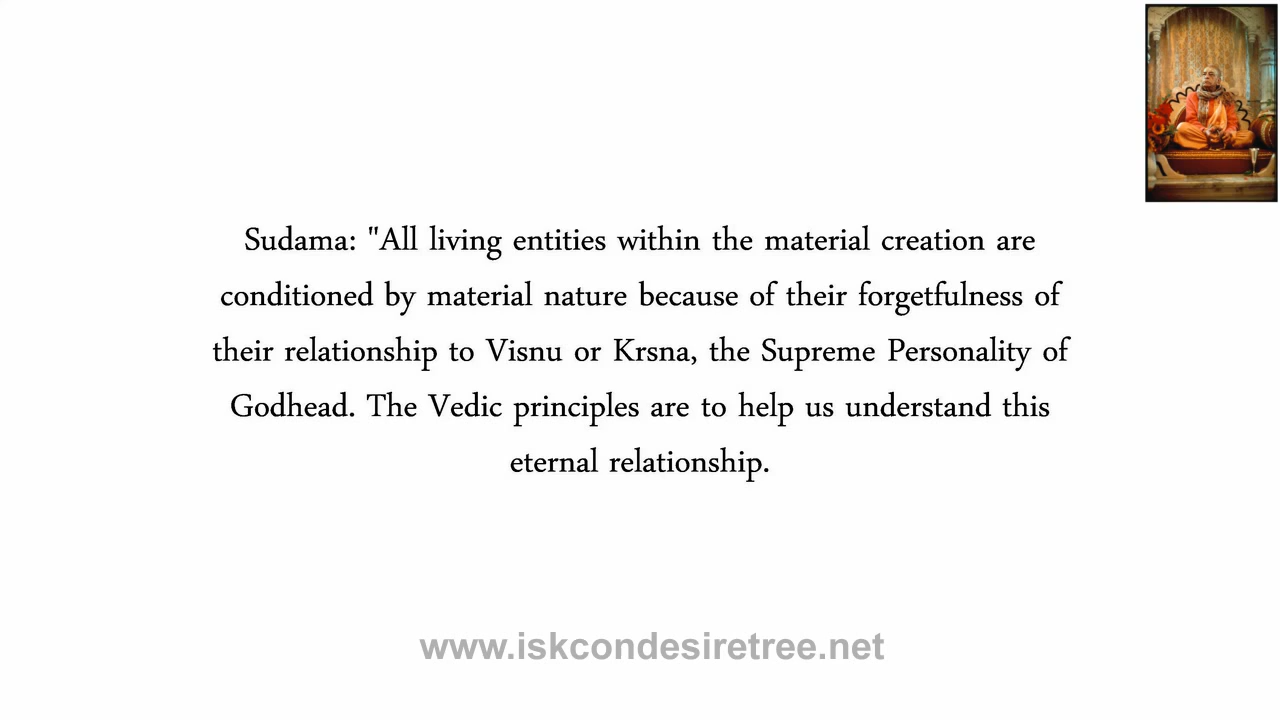 Sudama: "All living entities within the material creation are
conditioned by material nature because of their forgetfulness of
their relationship to Visnu or Krsna, the Supreme Personality of
Godhead. The Vedic principles are to help us understand this
eternal relationship.
www.iskcondesiretree.net